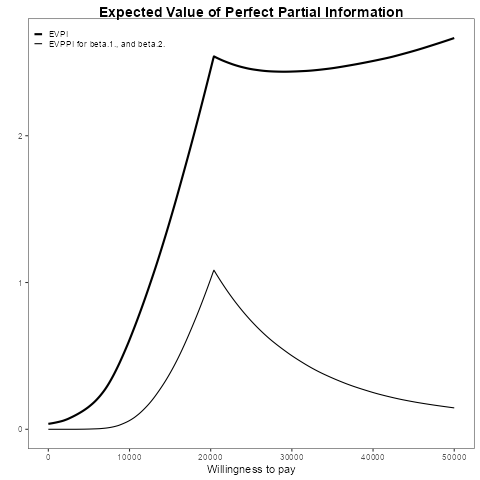 Expected Value of Perfect Partial Information
EVPI
EVPPI for beta.1., and beta.2.
2
1
0
0 10000 20000 30000 40000 50000
Willingness to pay